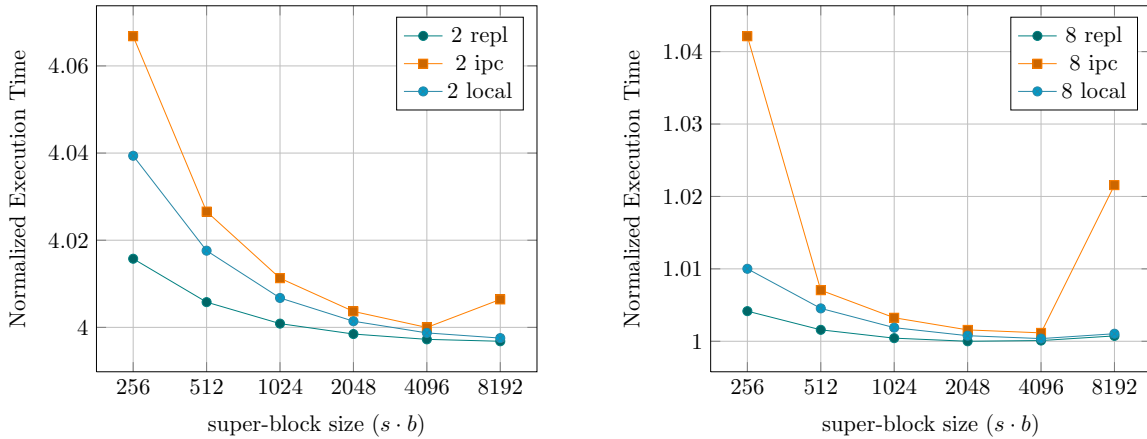 Normalized Execution Time
4.06
4.04
4.02
4
256 512 1024 2048 4096 8192
super-block size (s · b)
2 repl
2 ipc
2 local
Normalized Execution Time
1.04
1.03
1.02
1.01
1
256 512 1024 2048 4096 8192
super-block size (s · b)
8 repl
8 ipc
8 local